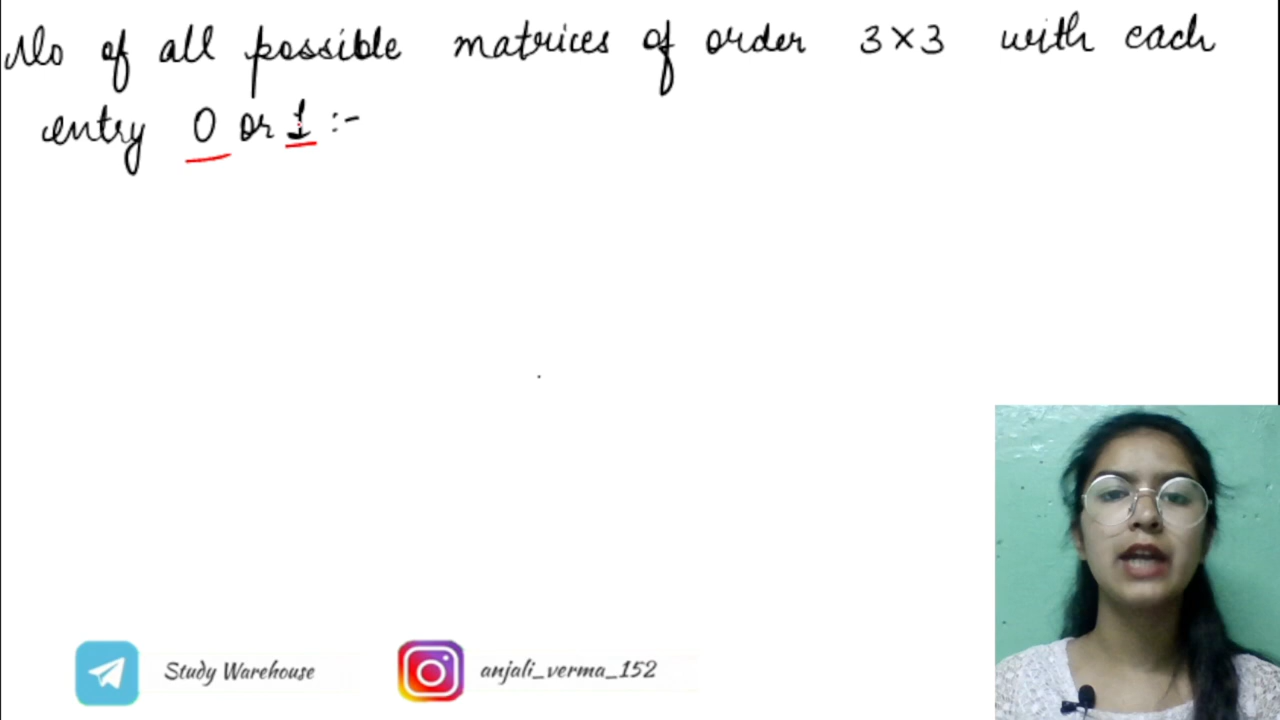 No of all possible matrices of order 3×3 with each
entry 0 or 1 :-
Study Warehouse
anjali_verma_152